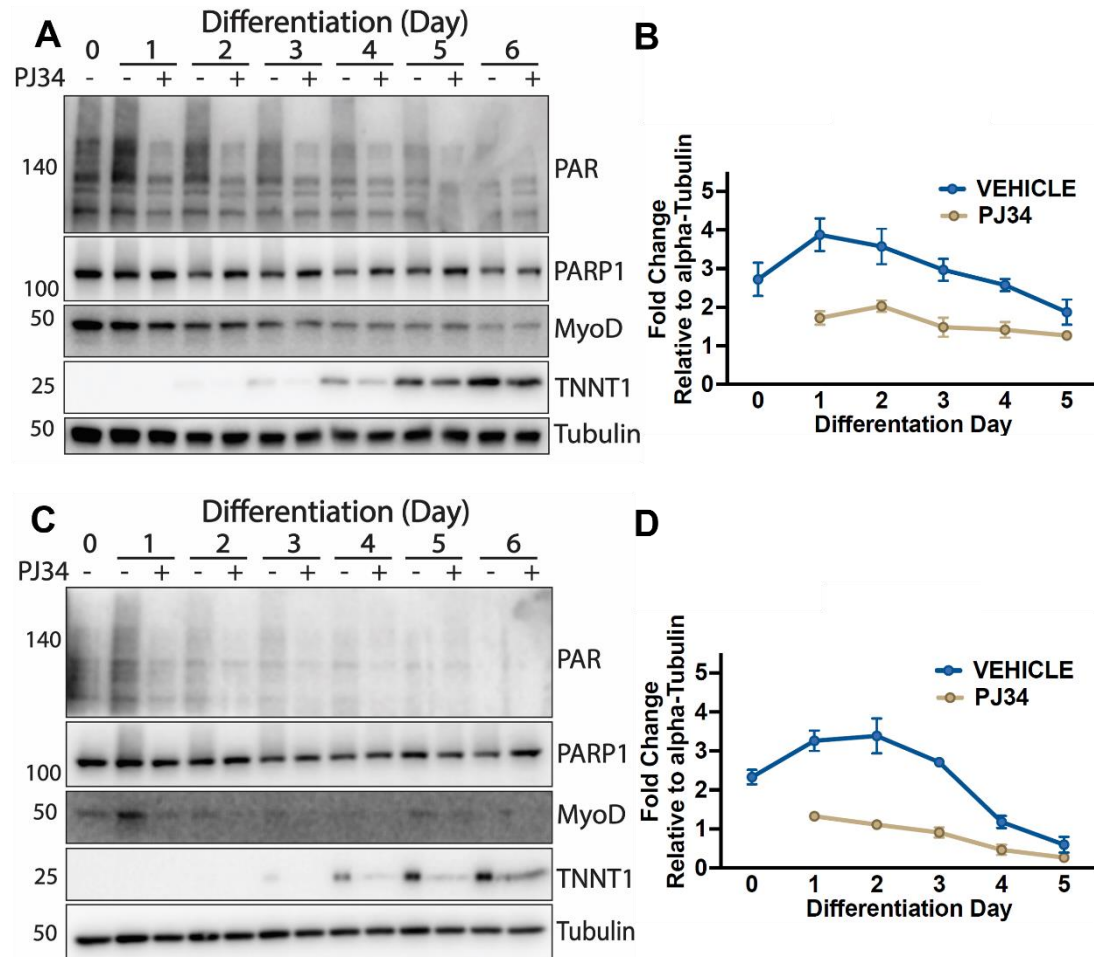 A
Differentiation (Day)
0 1 2 3 4 5 6
PJ34 - - + - + - + - + - + - +
140
PAR
PARP1
100
50
MyoD
25
TNNT1
50
Tubulin
B
Fold Change
Relative to alpha-Tubulin
5
4
3
2
1
0
VEHICLE
PJ34
0 1 2 3 4 5
Differentation Day
C
Differentiation (Day)
0 1 2 3 4 5 6
PJ34 - - + - + - + - + - + - +
140
PAR
PARP1
100
50
MyoD
25
TNNT1
50
Tubulin
D
Fold Change
Relative to alpha-Tubulin
5
4
3
2
1
0
VEHICLE
PJ34
0 1 2 3 4 5
Differentiation Day